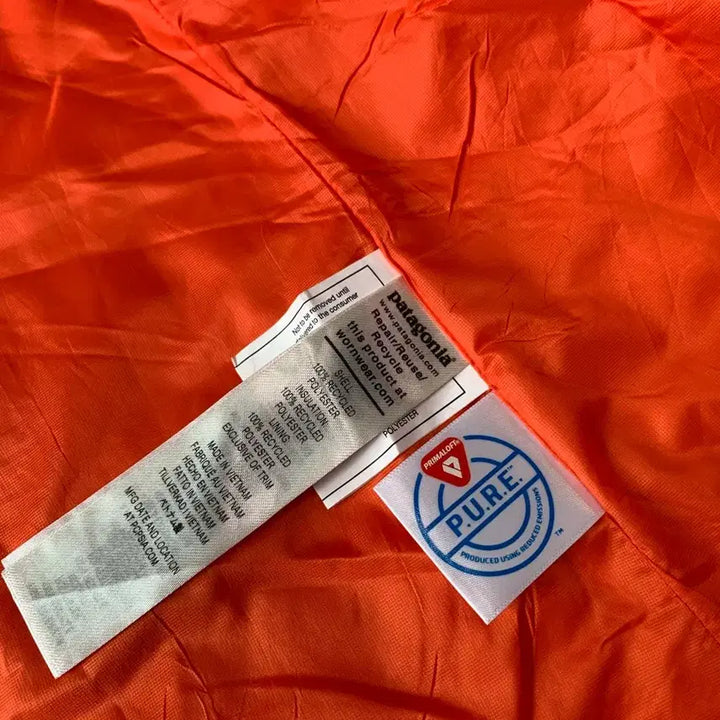 Not to be removed until
delivered to the consumer
patagonia®
www.patagonia.com
Repair/Reuse/
Recycle
this product at
wornwear.com
SHELL:
100% RECYCLED
POLYESTER
INSULATION
100% RECYCLED
POLYESTER
LINING
100% RECYCLED
POLYESTER
EXCLUSIVE OF TRIM
MADE IN VIETNAM
FABRIQUÉ AU VIETNAM
HECHO EN VIETNAM
FATTO IN VIETNAM
TILLVERKAD VIETNAM
MFG DATE AND LOCATION
AT PCPSIA.COM
POLYESTER
PRIMALOFT®
P.U.R.E.™
PRODUCED USING REDUCED EMISSIONS
™